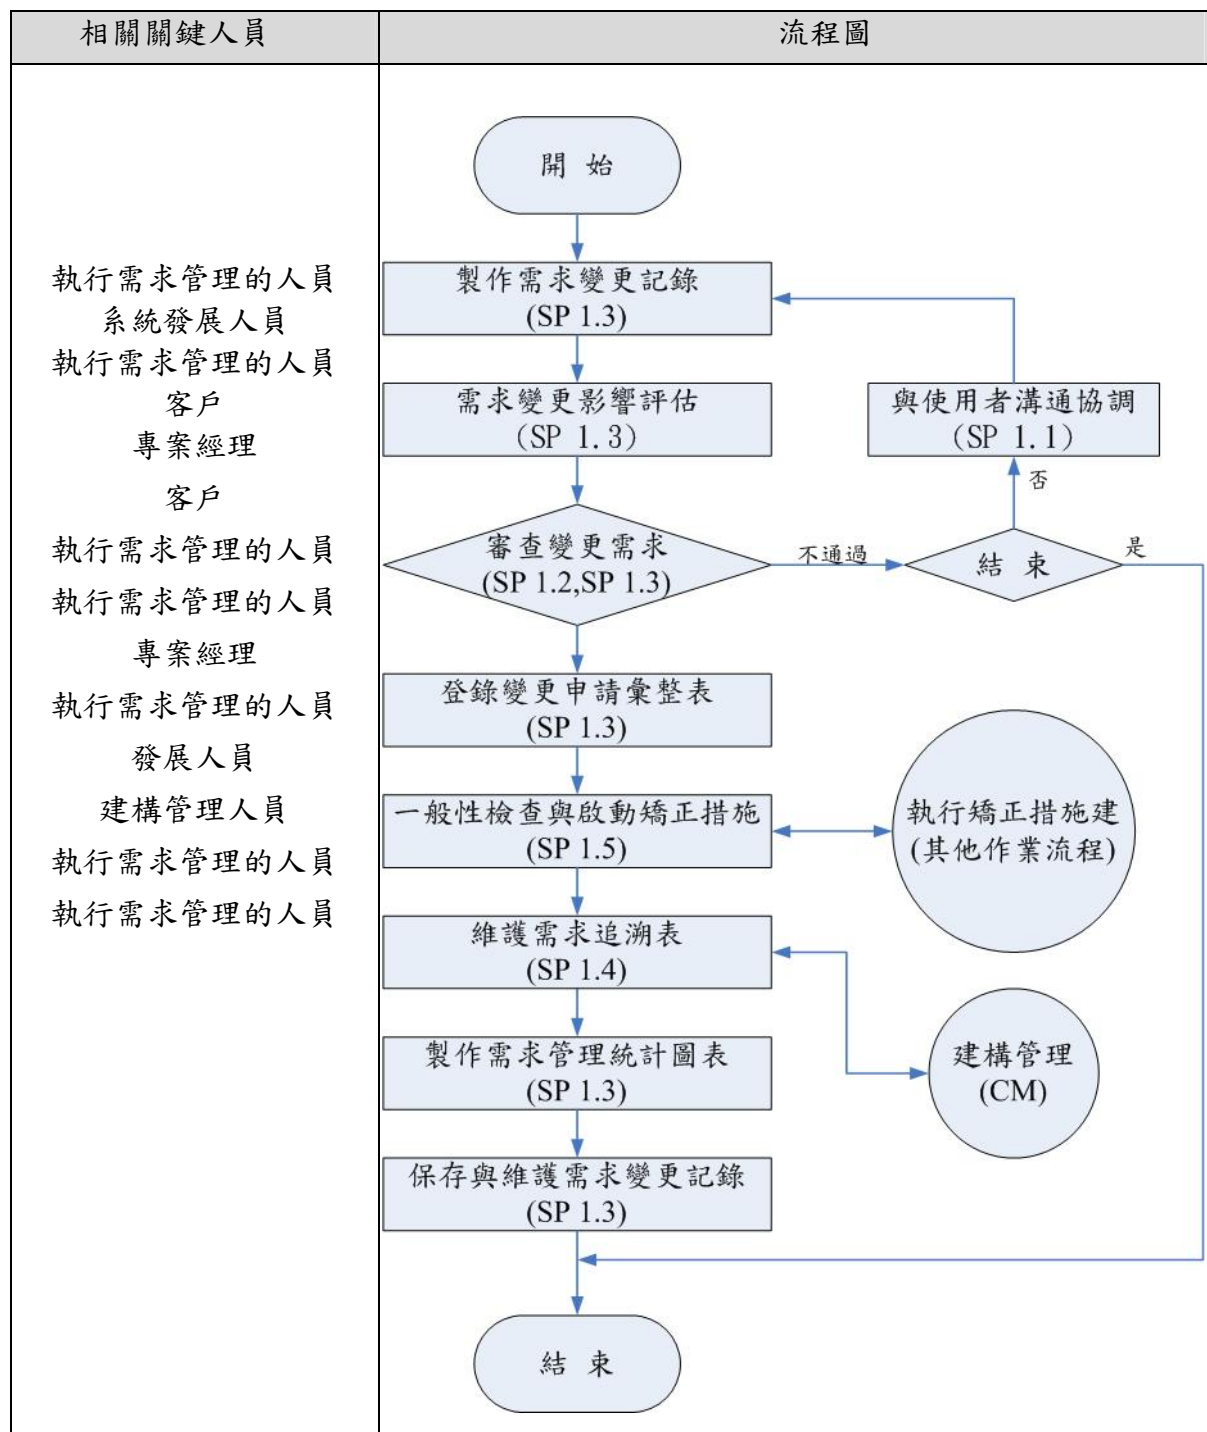 相關關鍵人員
流程圖
執行需求管理的人員
系統發展人員
執行需求管理的人員
客戶
專案經理
客戶
執行需求管理的人員
執行需求管理的人員
專案經理
執行需求管理的人員
發展人員
建構管理人員
執行需求管理的人員
執行需求管理的人員
開 始
製作需求變更記錄
(SP 1.3)
需求變更影響評估
(SP 1.3)
與使用者溝通協調
(SP 1.1)
否
審查變更需求
(SP 1.2,SP 1.3)
不通過
結 束
是
登錄變更申請彙整表
(SP 1.3)
一般性檢查與啟動矯正措施
(SP 1.5)
執行矯正措施建
(其他作業流程)
維護需求追溯表
(SP 1.4)
製作需求管理統計圖表
(SP 1.3)
建構管理
(CM)
保存與維護需求變更記錄
(SP 1.3)
結 束